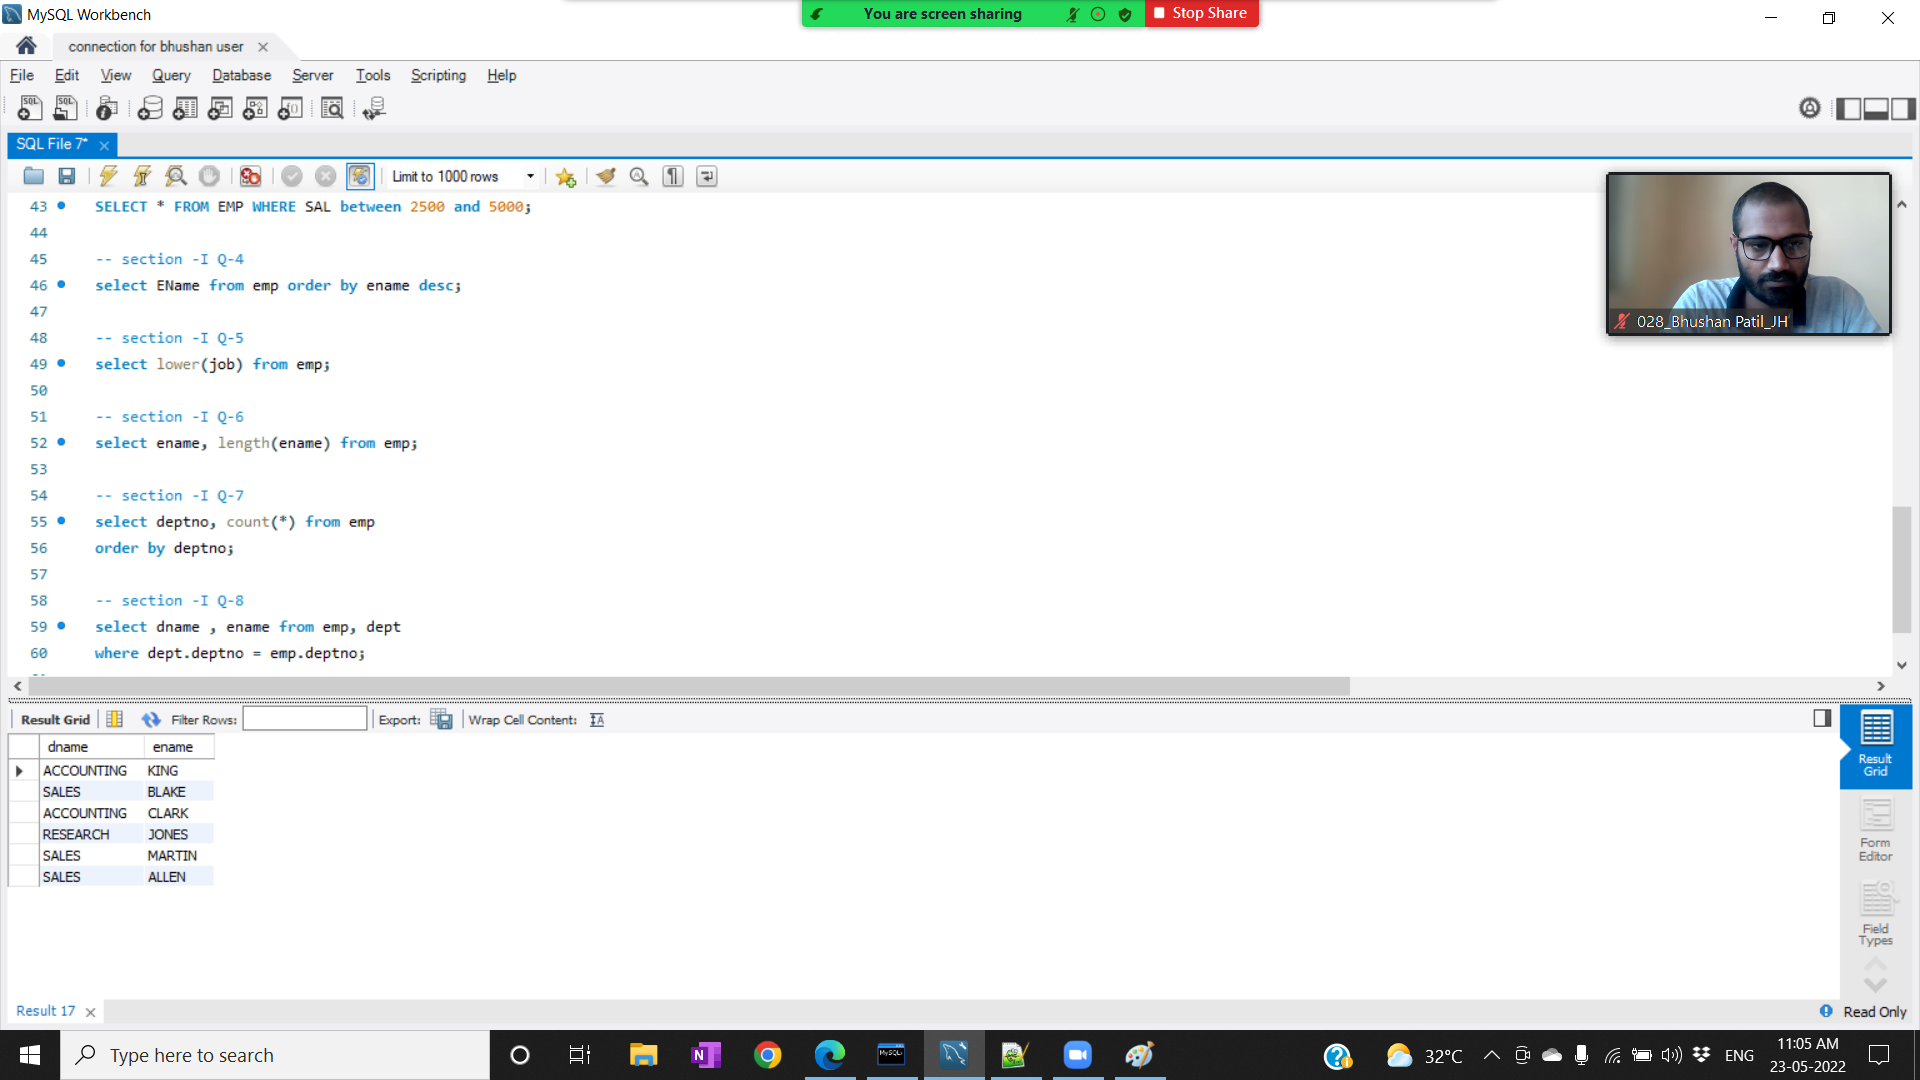 MySQL Workbench
You are screen sharing
Stop Share
connection for bhushan user
File Edit View Query Database Server Tools Scripting Help
SQL File 7*
Limit to 1000 rows
43 SELECT * FROM EMP WHERE SAL between 2500 and 5000;
44
45 -- section -I Q-4
46 select EName from emp order by ename desc;
47
48 -- section -I Q-5
49 select lower(job) from emp;
50
51 -- section -I Q-6
52 select ename, length(ename) from emp;
53
54 -- section -I Q-7
55 select deptno, count(*) from emp
56 order by deptno;
57
58 -- section -I Q-8
59 select dname , ename from emp, dept
60 where dept.deptno = emp.deptno;
028_Bhushan Patil_JH
Result Grid Filter Rows: Export: Wrap Cell Content:
dname ename
ACCOUNTING KING
SALES BLAKE
ACCOUNTING CLARK
RESEARCH JONES
SALES MARTIN
SALES ALLEN
Result
Grid
Form
Editor
Field
Types
Result 17
Read Only
Type here to search
32°C
ENG
11:05 AM
23-05-2022